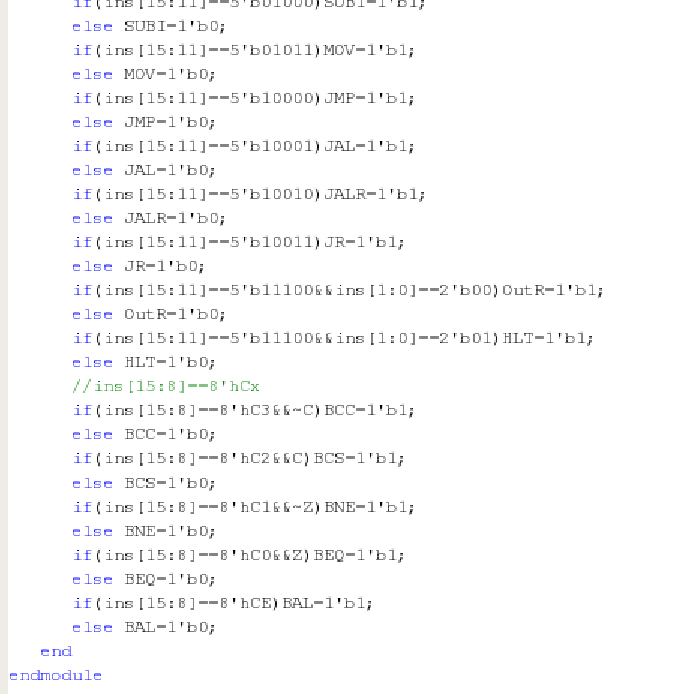 if(ins[15:11]==5'b01000)SUBI=1'b1;
else SUBI=1'b0;
if(ins[15:11]==5'b01011)MOV=1'b1;
else MOV=1'b0;
if(ins[15:11]==5'b10000)JMP=1'b1;
else JMP=1'b0;
if(ins[15:11]==5'b10001)JAL=1'b1;
else JAL=1'b0;
if(ins[15:11]==5'b10010)JALR=1'b1;
else JALR=1'b0;
if(ins[15:11]==5'b10011)JR=1'b1;
else JR=1'b0;
if(ins[15:11]==5'b11100&&ins[1:0]==2'b00)OutR=1'b1;
else OutR=1'b0;
if(ins[15:11]==5'b11100&&ins[1:0]==2'b01)HLT=1'b1;
else HLT=1'b0;
//ins[15:8]==8'hCx
if(ins[15:8]==8'hC3&&~C)BCC=1'b1;
else BCC=1'b0;
if(ins[15:8]==8'hC2&&C)BCS=1'b1;
else BCS=1'b0;
if(ins[15:8]==8'hC1&&~Z)BNE=1'b1;
else BNE=1'b0;
if(ins[15:8]==8'hC0&&Z)BEQ=1'b1;
else BEQ=1'b0;
if(ins[15:8]==8'hCE)BAL=1'b1;
else BAL=1'b0;
end
endmodule